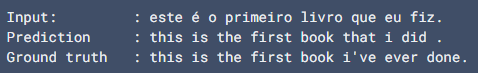 Input:         : este é o primeiro livro que eu fiz.
Prediction     : this is the first book that i did .
Ground truth   : this is the first book i've ever done.